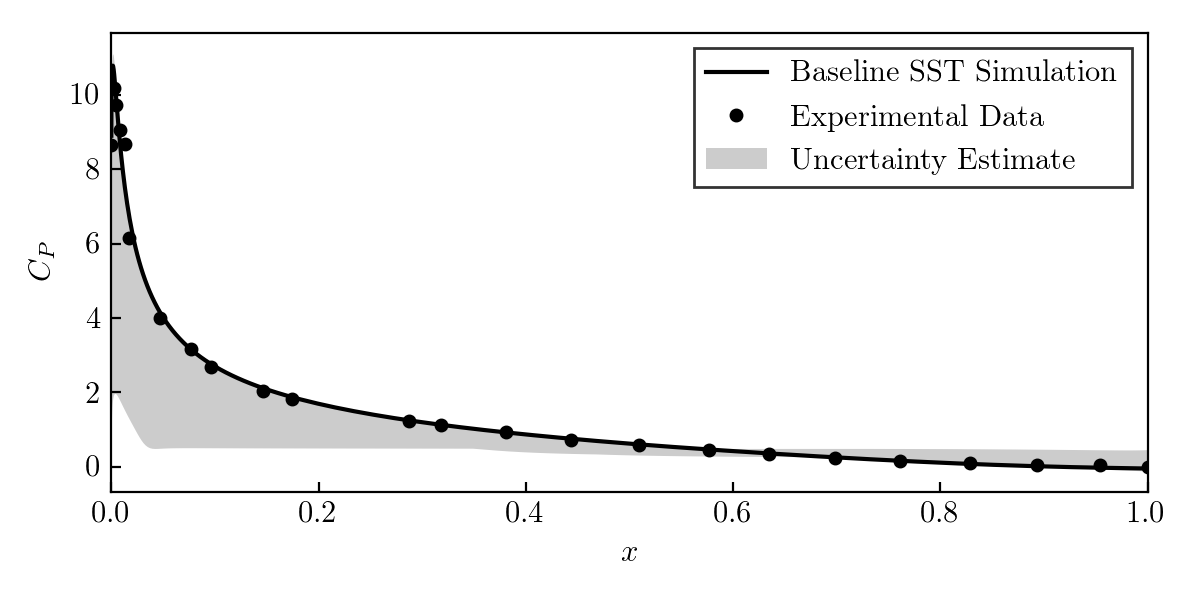 Baseline SST Simulation
Experimental Data
Uncertainty Estimate
10
8
6
4
2
0
C_P
0.0 0.2 0.4 0.6 0.8 1.0
x